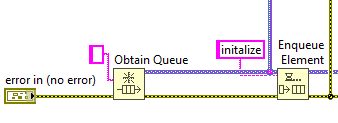 Obtain Queue
initalize
Enqueue
Element
error in (no error)